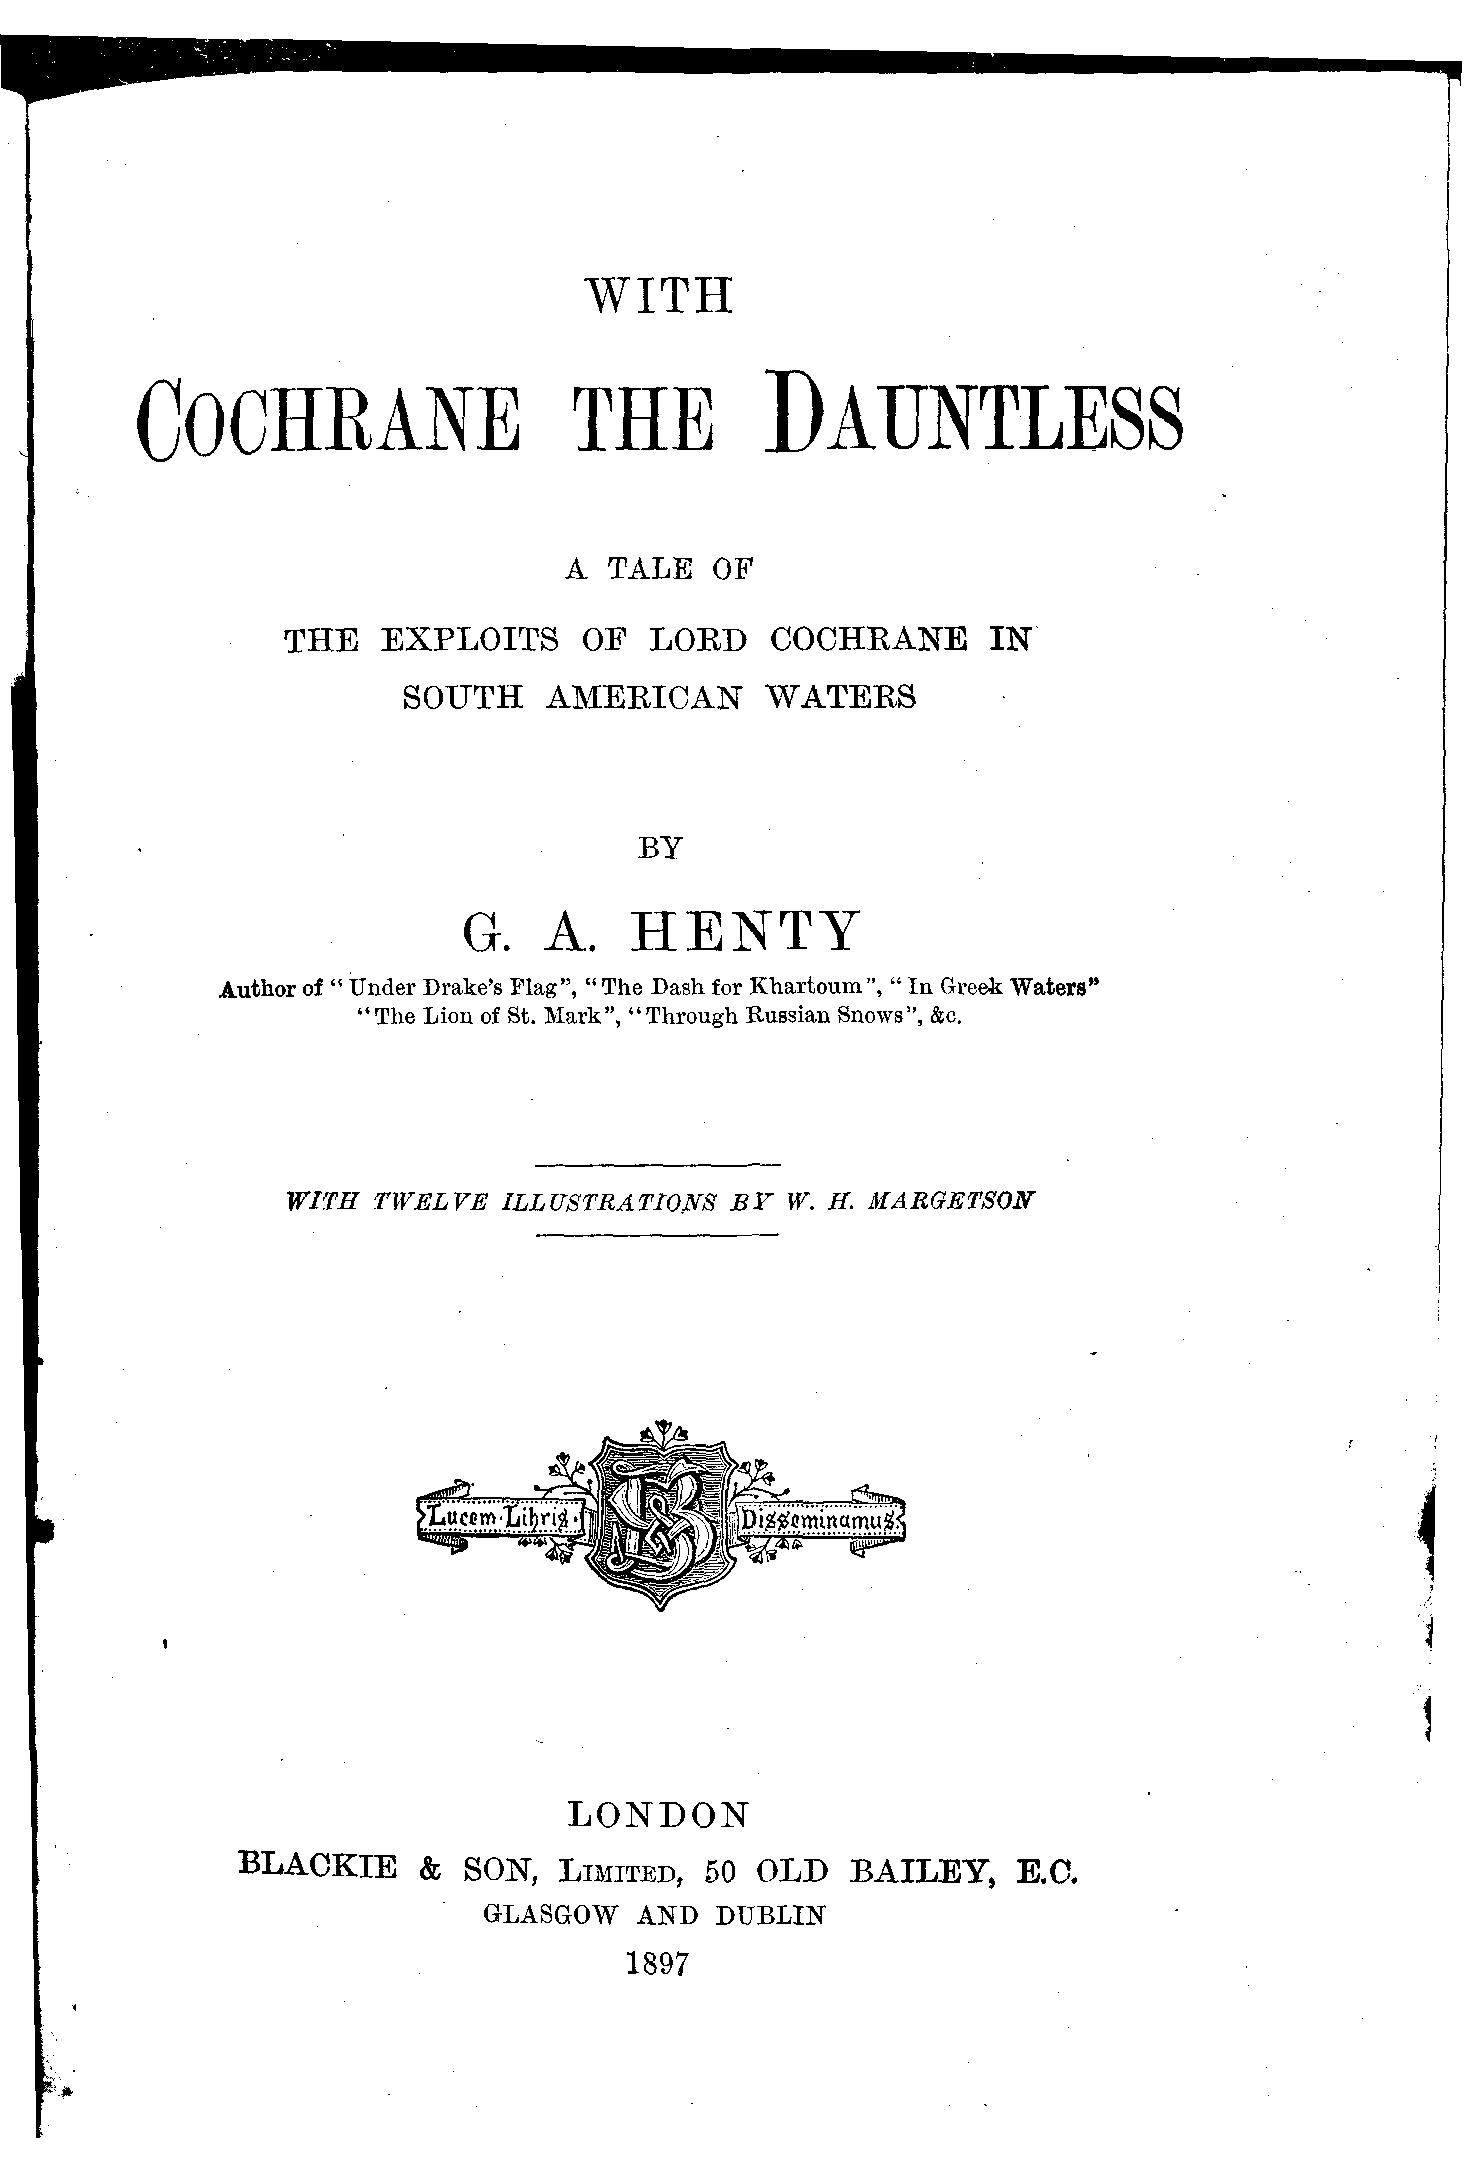 WITH
COCHRANE THE DAUNTLESS
A TALE OF
THE EXPLOITS OF LORD COCHRANE IN
SOUTH AMERICAN WATERS
BY
G. A. HENTY
Author of "Under Drake's Flag", "The Dash for Khartoum", "In Greek Waters"
"The Lion of St. Mark", "Through Russian Snows", &c.
WITH TWELVE ILLUSTRATIONS BY W. H. MARGETSON
Lucem · Libris · Disseminamus
LONDON
BLACKIE & SON, LIMITED, 50 OLD BAILEY, E.C.
GLASGOW AND DUBLIN
1897